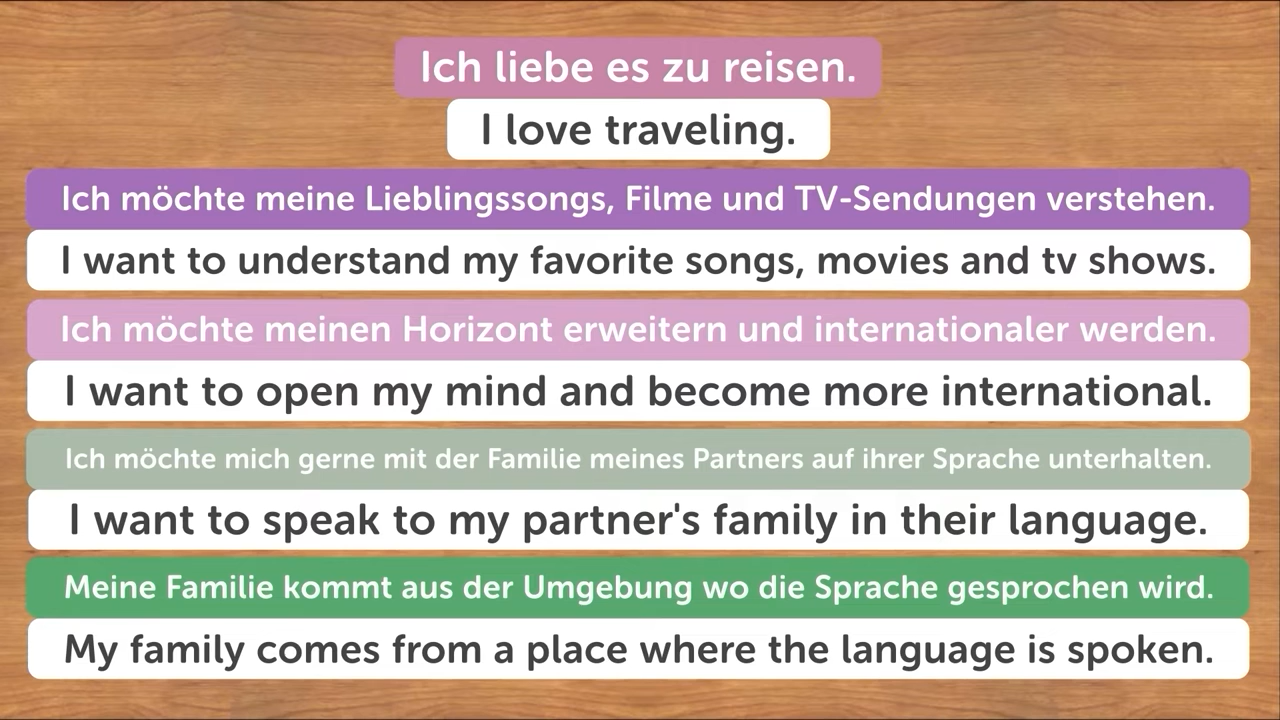 Ich liebe es zu reisen.
I love traveling.
Ich möchte meine Lieblingssongs, Filme und TV-Sendungen verstehen.
I want to understand my favorite songs, movies and tv shows.
Ich möchte meinen Horizont erweitern und internationaler werden.
I want to open my mind and become more international.
Ich möchte mich gerne mit der Familie meines Partners auf ihrer Sprache unterhalten.
I want to speak to my partner's family in their language.
Meine Familie kommt aus der Umgebung wo die Sprache gesprochen wird.
My family comes from a place where the language is spoken.